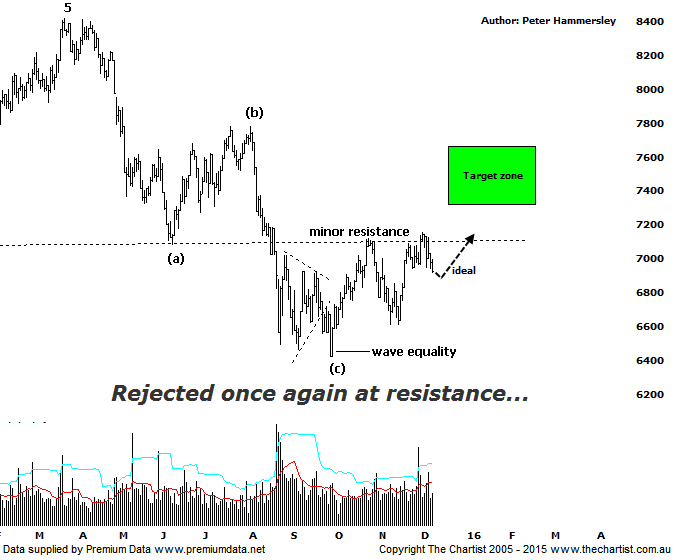 5
Author: Peter Hammersley
8400
8200
8000
(b)
7800
7600
Target zone
7400
minor resistance
7200
(a)
ideal
7000
6800
6600
wave equality
(c)
6400
Rejected once again at resistance...
6200
M A M J J A S O N D 16 F M A
Data supplied by Premium Data www.premiumdata.net
Copyright The Chartist 2005 - 2015 www.thechartist.com.au